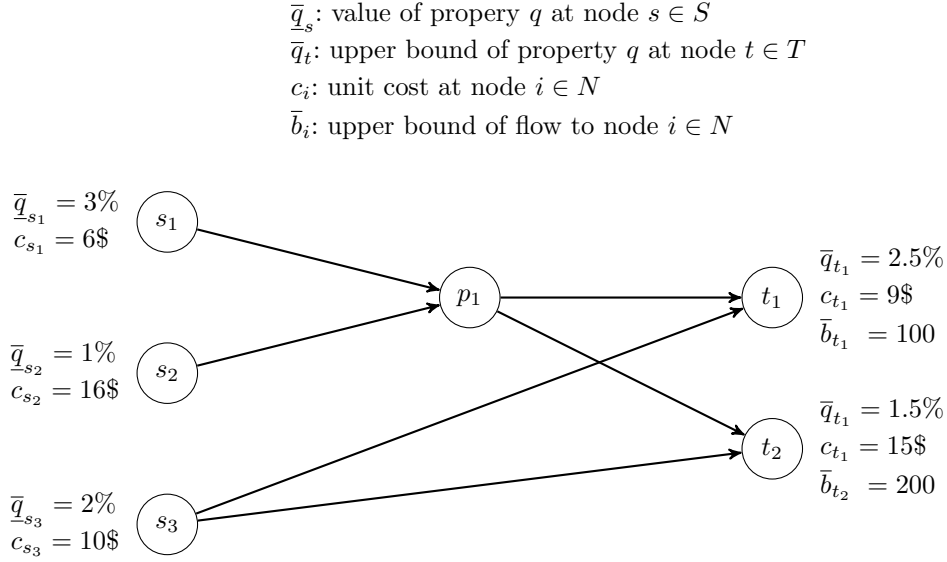 q̲̅_s: value of propery q at node s ∈ S
q̅_t: upper bound of property q at node t ∈ T
c_i: unit cost at node i ∈ N
b̅_i: upper bound of flow to node i ∈ N
q̲̅_{s_1} = 3%
c_{s_1} = 6$
s_1
q̲̅_{s_2} = 1%
c_{s_2} = 16$
s_2
q̲̅_{s_3} = 2%
c_{s_3} = 10$
s_3
p_1
t_1
q̅_{t_1} = 2.5%
c_{t_1} = 9$
b̅_{t_1} = 100
t_2
q̅_{t_1} = 1.5%
c_{t_1} = 15$
b̅_{t_2} = 200